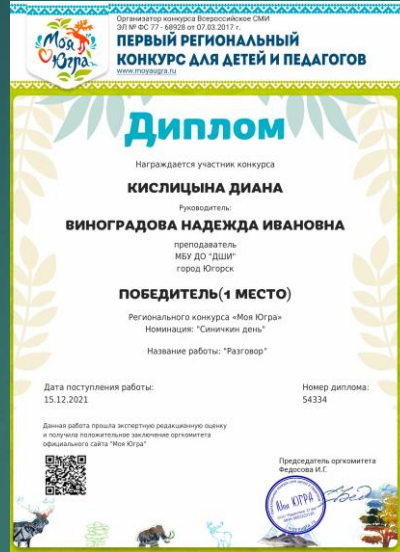 Моя
Югра
Организатор конкурса Всероссийское СМИ
ЭЛ № ФС 77 - 68928 от 07.03.2017 г.
ПЕРВЫЙ РЕГИОНАЛЬНЫЙ
КОНКУРС ДЛЯ ДЕТЕЙ И ПЕДАГОГОВ
www.moyaugra.ru
Диплом
Награждается участник конкурса
КИСЛИЦЫНА ДИАНА
Руководитель:
ВИНОГРАДОВА НАДЕЖДА ИВАНОВНА
преподаватель
МБУ ДО "ДШИ"
город Югорск
ПОБЕДИТЕЛЬ(1 МЕСТО)
Регионального конкурса «Моя Югра»
Номинация: "Синичкин день"
Название работы: "Разговор"
Дата поступления работы:
15.12.2021
Номер диплома:
54334
Данная работа прошла экспертную редакционную оценку
и получила положительное заключение оргкомитета
официального сайта "Моя Югра"
Председатель оргкомитета
Федосова И.Г.
Моя ЮГРА